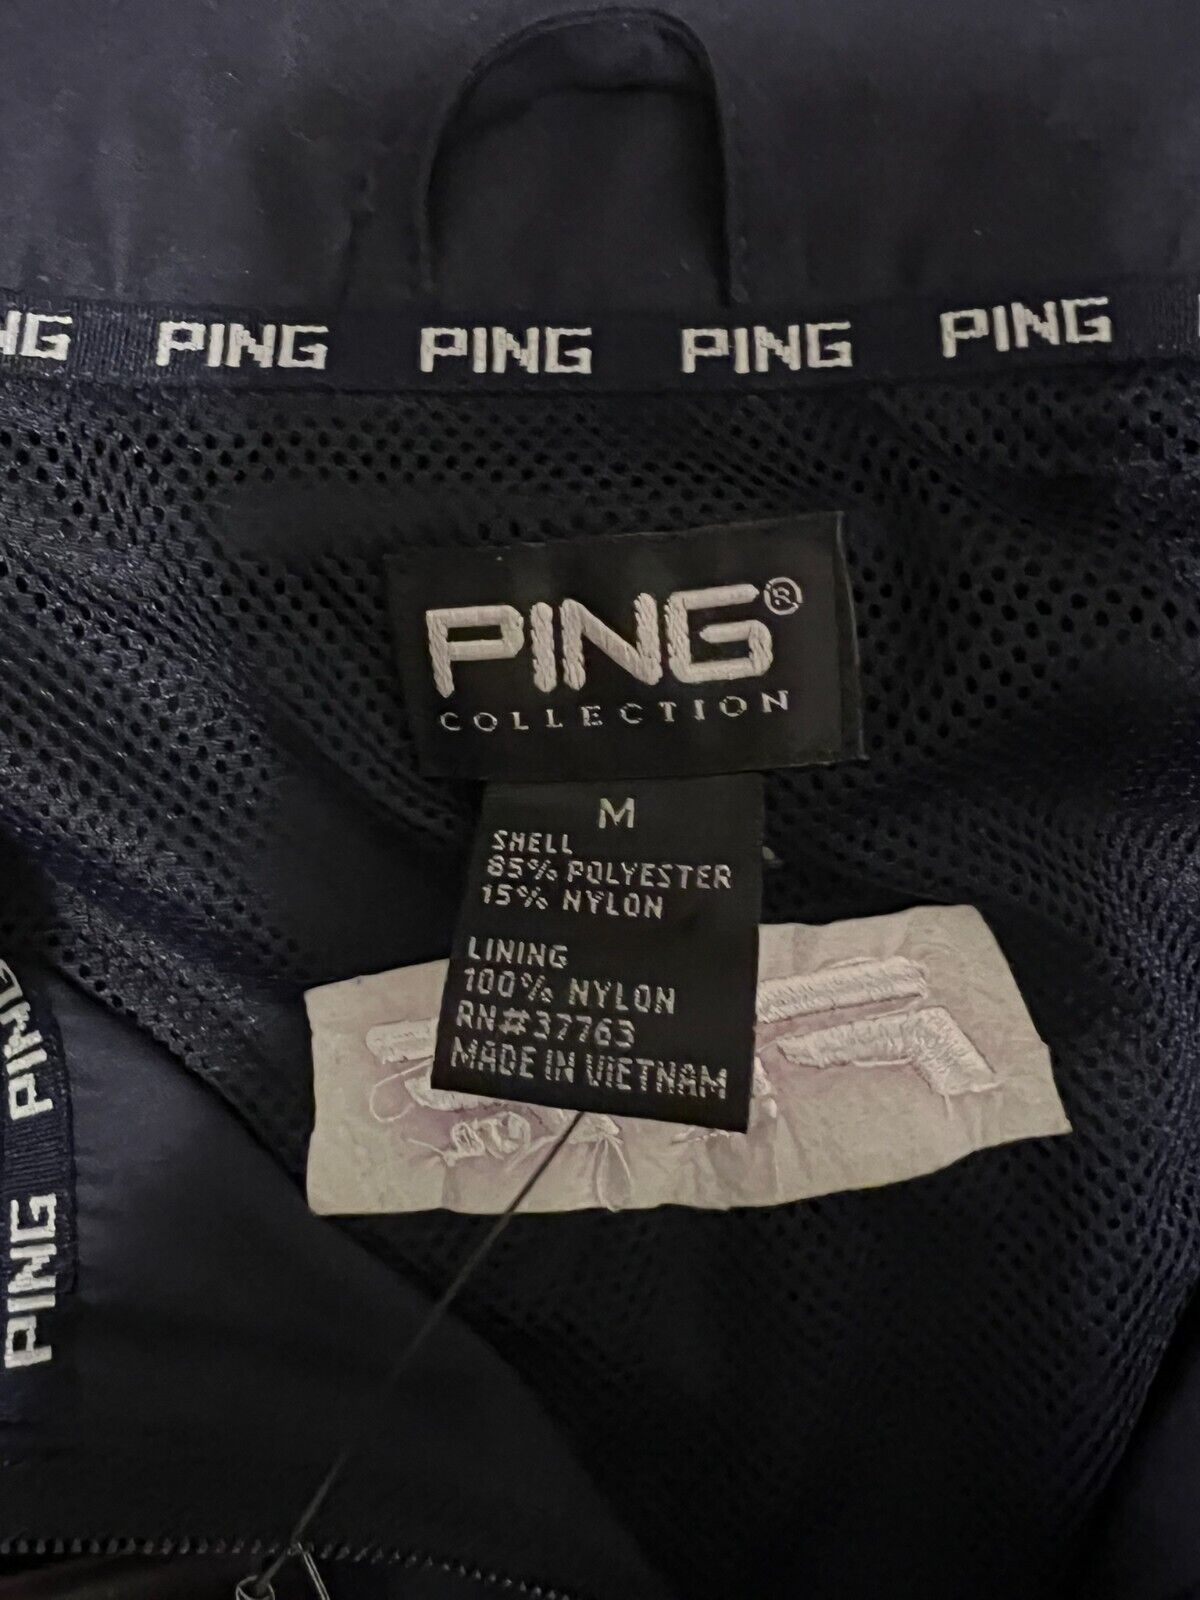 NG PING PING PING PING
PING®
COLLECTION
M
SHELL
85% POLYESTER
15% NYLON
LINING
100% NYLON
RN#37763
MADE IN VIETNAM
PING
PING